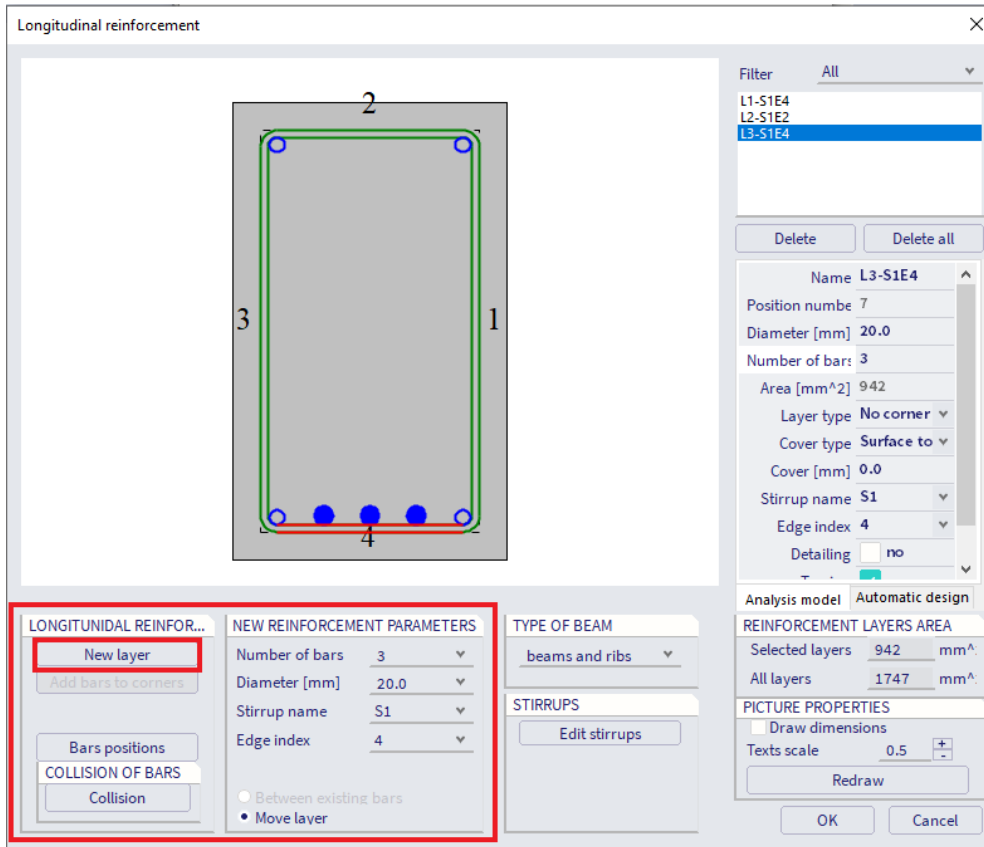 Longitudinal reinforcement
2
3
1
4
Filter All
L1-S1E4
L2-S1E2
L3-S1E4
Delete Delete all
Name L3-S1E4
Position numbe 7
Diameter [mm] 20.0
Number of bars 3
Area [mm^2] 942
Layer type No corner
Cover type Surface to
Cover [mm] 0.0
Stirrup name S1
Edge index 4
Detailing no
Analysis model Automatic design
LONGITUNIDAL REINFOR...
New layer
Add bars to corners
Bars positions
COLLISION OF BARS
Collision
NEW REINFORCEMENT PARAMETERS
Number of bars 3
Diameter [mm] 20.0
Stirrup name S1
Edge index 4
Between existing bars
Move layer
TYPE OF BEAM
beams and ribs
STIRRUPS
Edit stirrups
REINFORCEMENT LAYERS AREA
Selected layers 942 mm^
All layers 1747 mm^
PICTURE PROPERTIES
Draw dimensions
Texts scale 0.5 + -
Redraw
OK Cancel